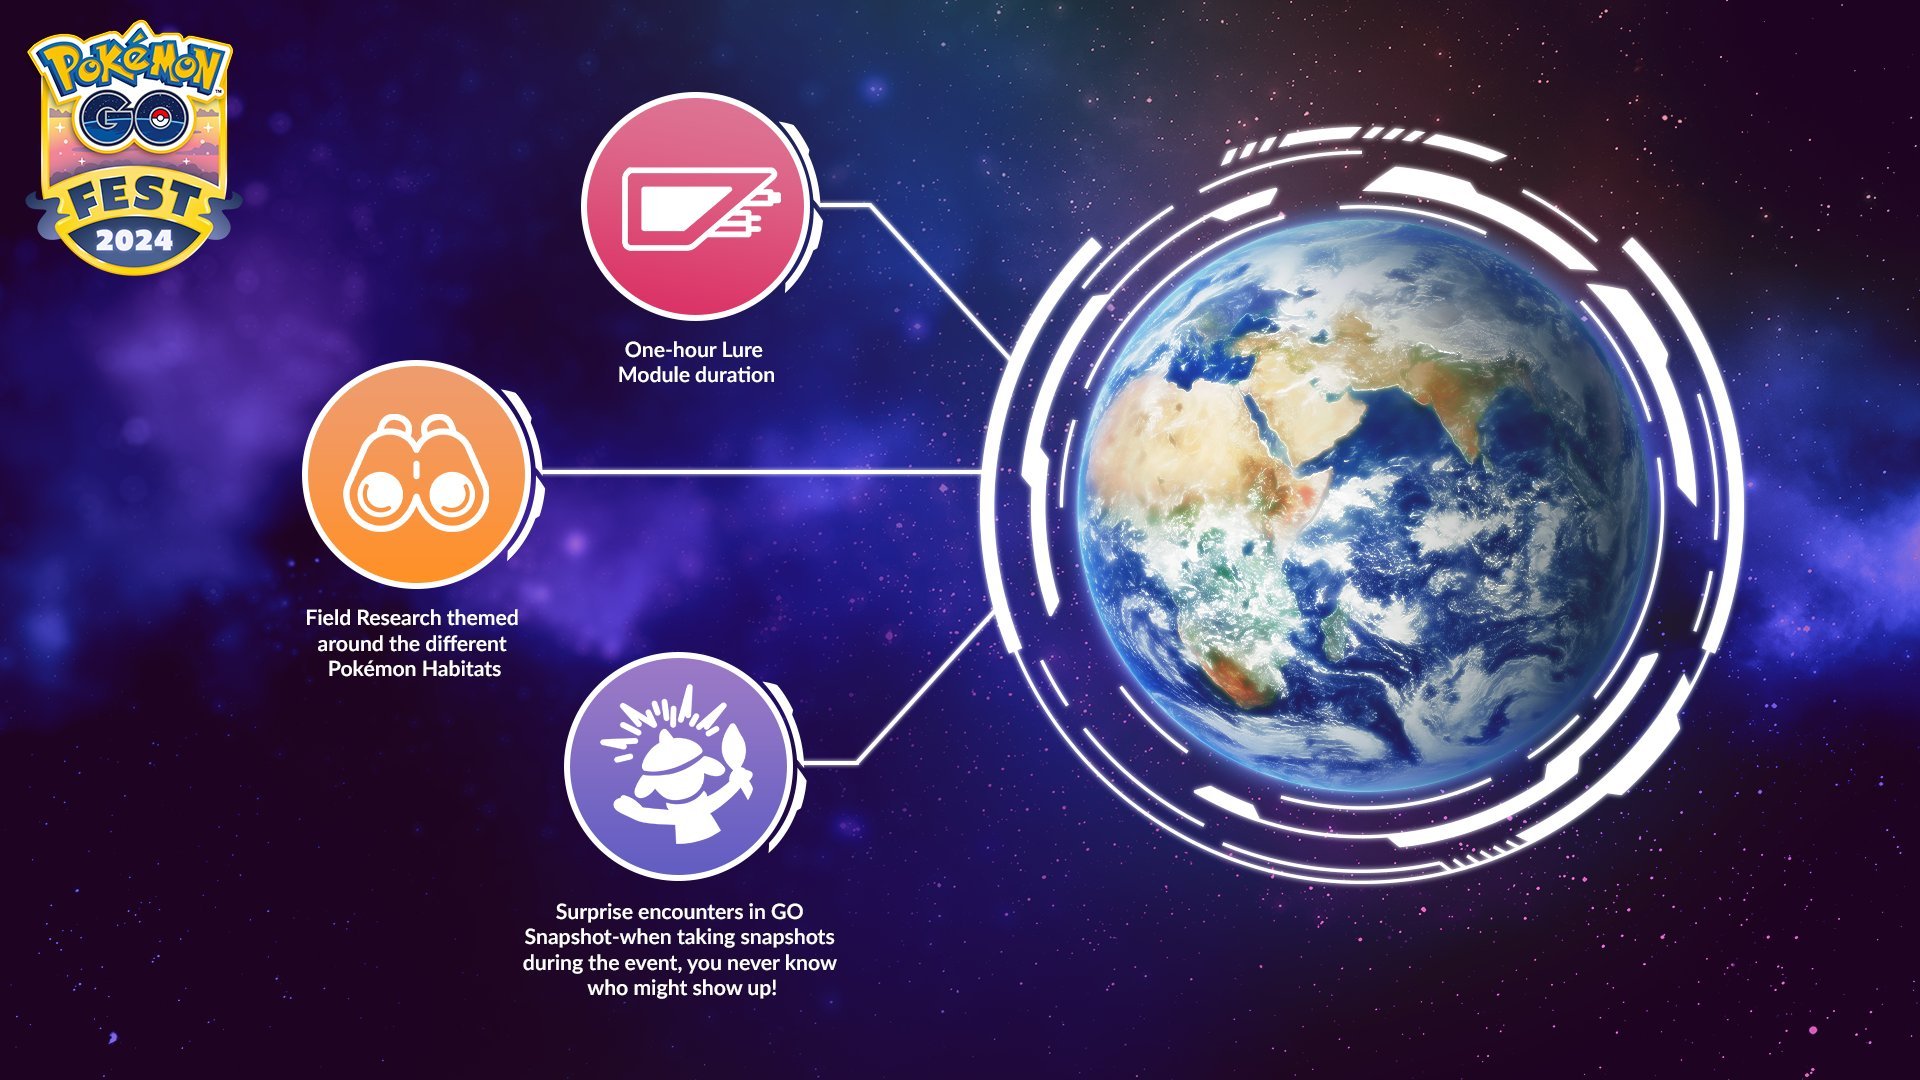 POKéMON
GO
FEST
2024
One-hour Lure
Module duration
Field Research themed
around the different
Pokémon Habitats
Surprise encounters in GO
Snapshot-when taking snapshots
during the event, you never know
who might show up!